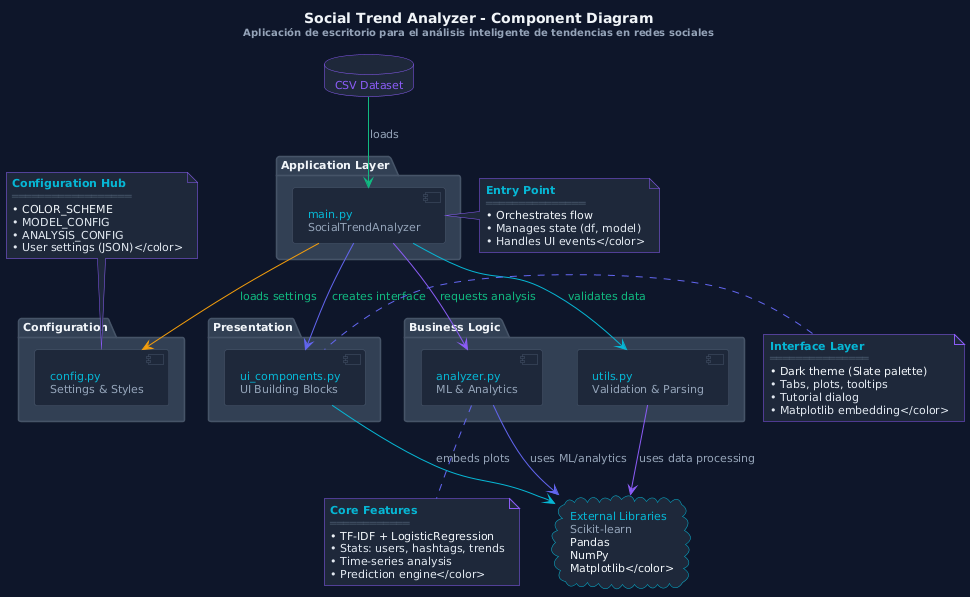 Social Trend Analyzer - Component Diagram
Aplicación de escritorio para el análisis inteligente de tendencias en redes sociales
CSV Dataset
loads
Application Layer
main.py
SocialTrendAnalyzer
Configuration Hub
• COLOR_SCHEME
• MODEL_CONFIG
• ANALYSIS_CONFIG
• User settings (JSON)</color>
Entry Point
• Orchestrates flow
• Manages state (df, model)
• Handles UI events</color>
loads settings
creates interface
requests analysis
validates data
Configuration
config.py
Settings & Styles
Presentation
ui_components.py
UI Building Blocks
Business Logic
analyzer.py
ML & Analytics
utils.py
Validation & Parsing
Interface Layer
• Dark theme (Slate palette)
• Tabs, plots, tooltips
• Tutorial dialog
• Matplotlib embedding</color>
embeds plots
uses ML/analytics
uses data processing
Core Features
• TF-IDF + LogisticRegression
• Stats: users, hashtags, trends
• Time-series analysis
• Prediction engine</color>
External Libraries
Scikit-learn
Pandas
NumPy
Matplotlib</color>